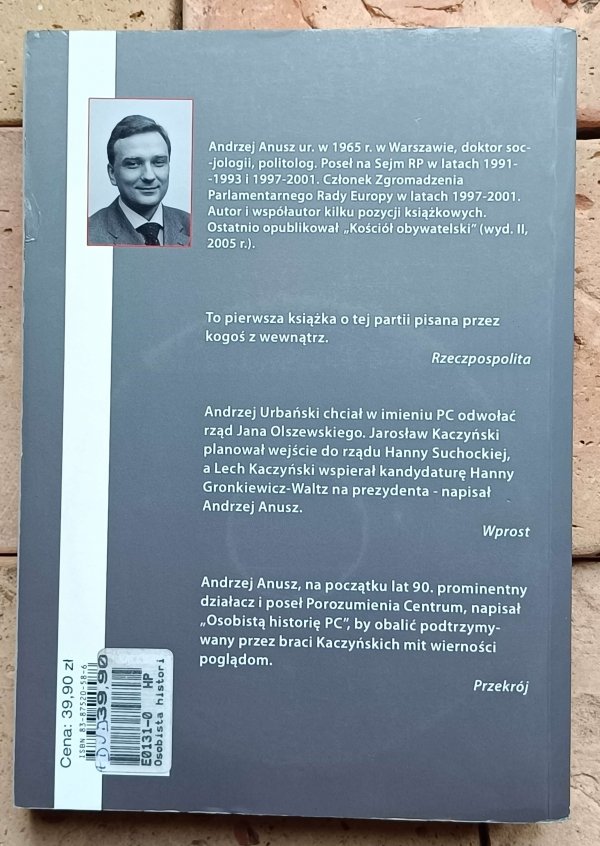 Andrzej Anusz ur. w 1965 r. w Warszawie, doktor soc-
-jologii, politolog. Poseł na Sejm RP w latach 1991-
-1993 i 1997-2001. Członek Zgromadzenia
Parlamentarnego Rady Europy w latach 1997-2001.
Autor i współautor kilku pozycji książkowych.
Ostatnio opublikował „Kościół obywatelski” (wyd. II,
2005 r.).
To pierwsza książka o tej partii pisana przez
kogoś z wewnątrz.
Rzeczpospolita
Andrzej Urbański chciał w imieniu PC odwołać
rząd Jana Olszewskiego. Jarosław Kaczyński
planował wejście do rządu Hanny Suchockiej,
a Lech Kaczyński wspierał kandydaturę Hanny
Gronkiewicz-Waltz na prezydenta - napisał
Andrzej Anusz.
Wprost
Andrzej Anusz, na początku lat 90. prominentny
działacz i poseł Porozumienia Centrum, napisał
„Osobistą historię PC”, by obalić podtrzymy-
wany przez braci Kaczyńskich mit wierności
poglądom.
Przekrój
Cena: 39,90 zł
ISBN 83-87520-58-6
39,90
E0131-0 HP
Osobista histori